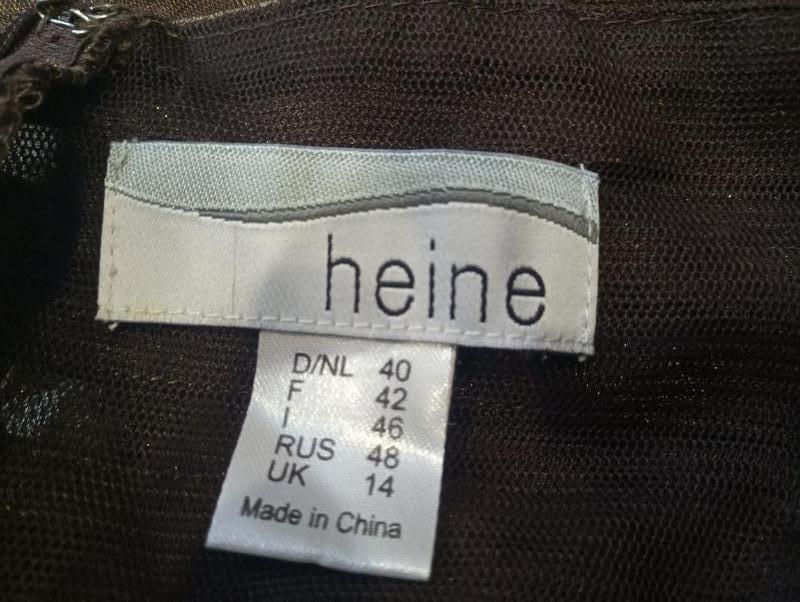 heine
D/NL 40
F 42
I 46
RUS 48
UK 14
Made in China